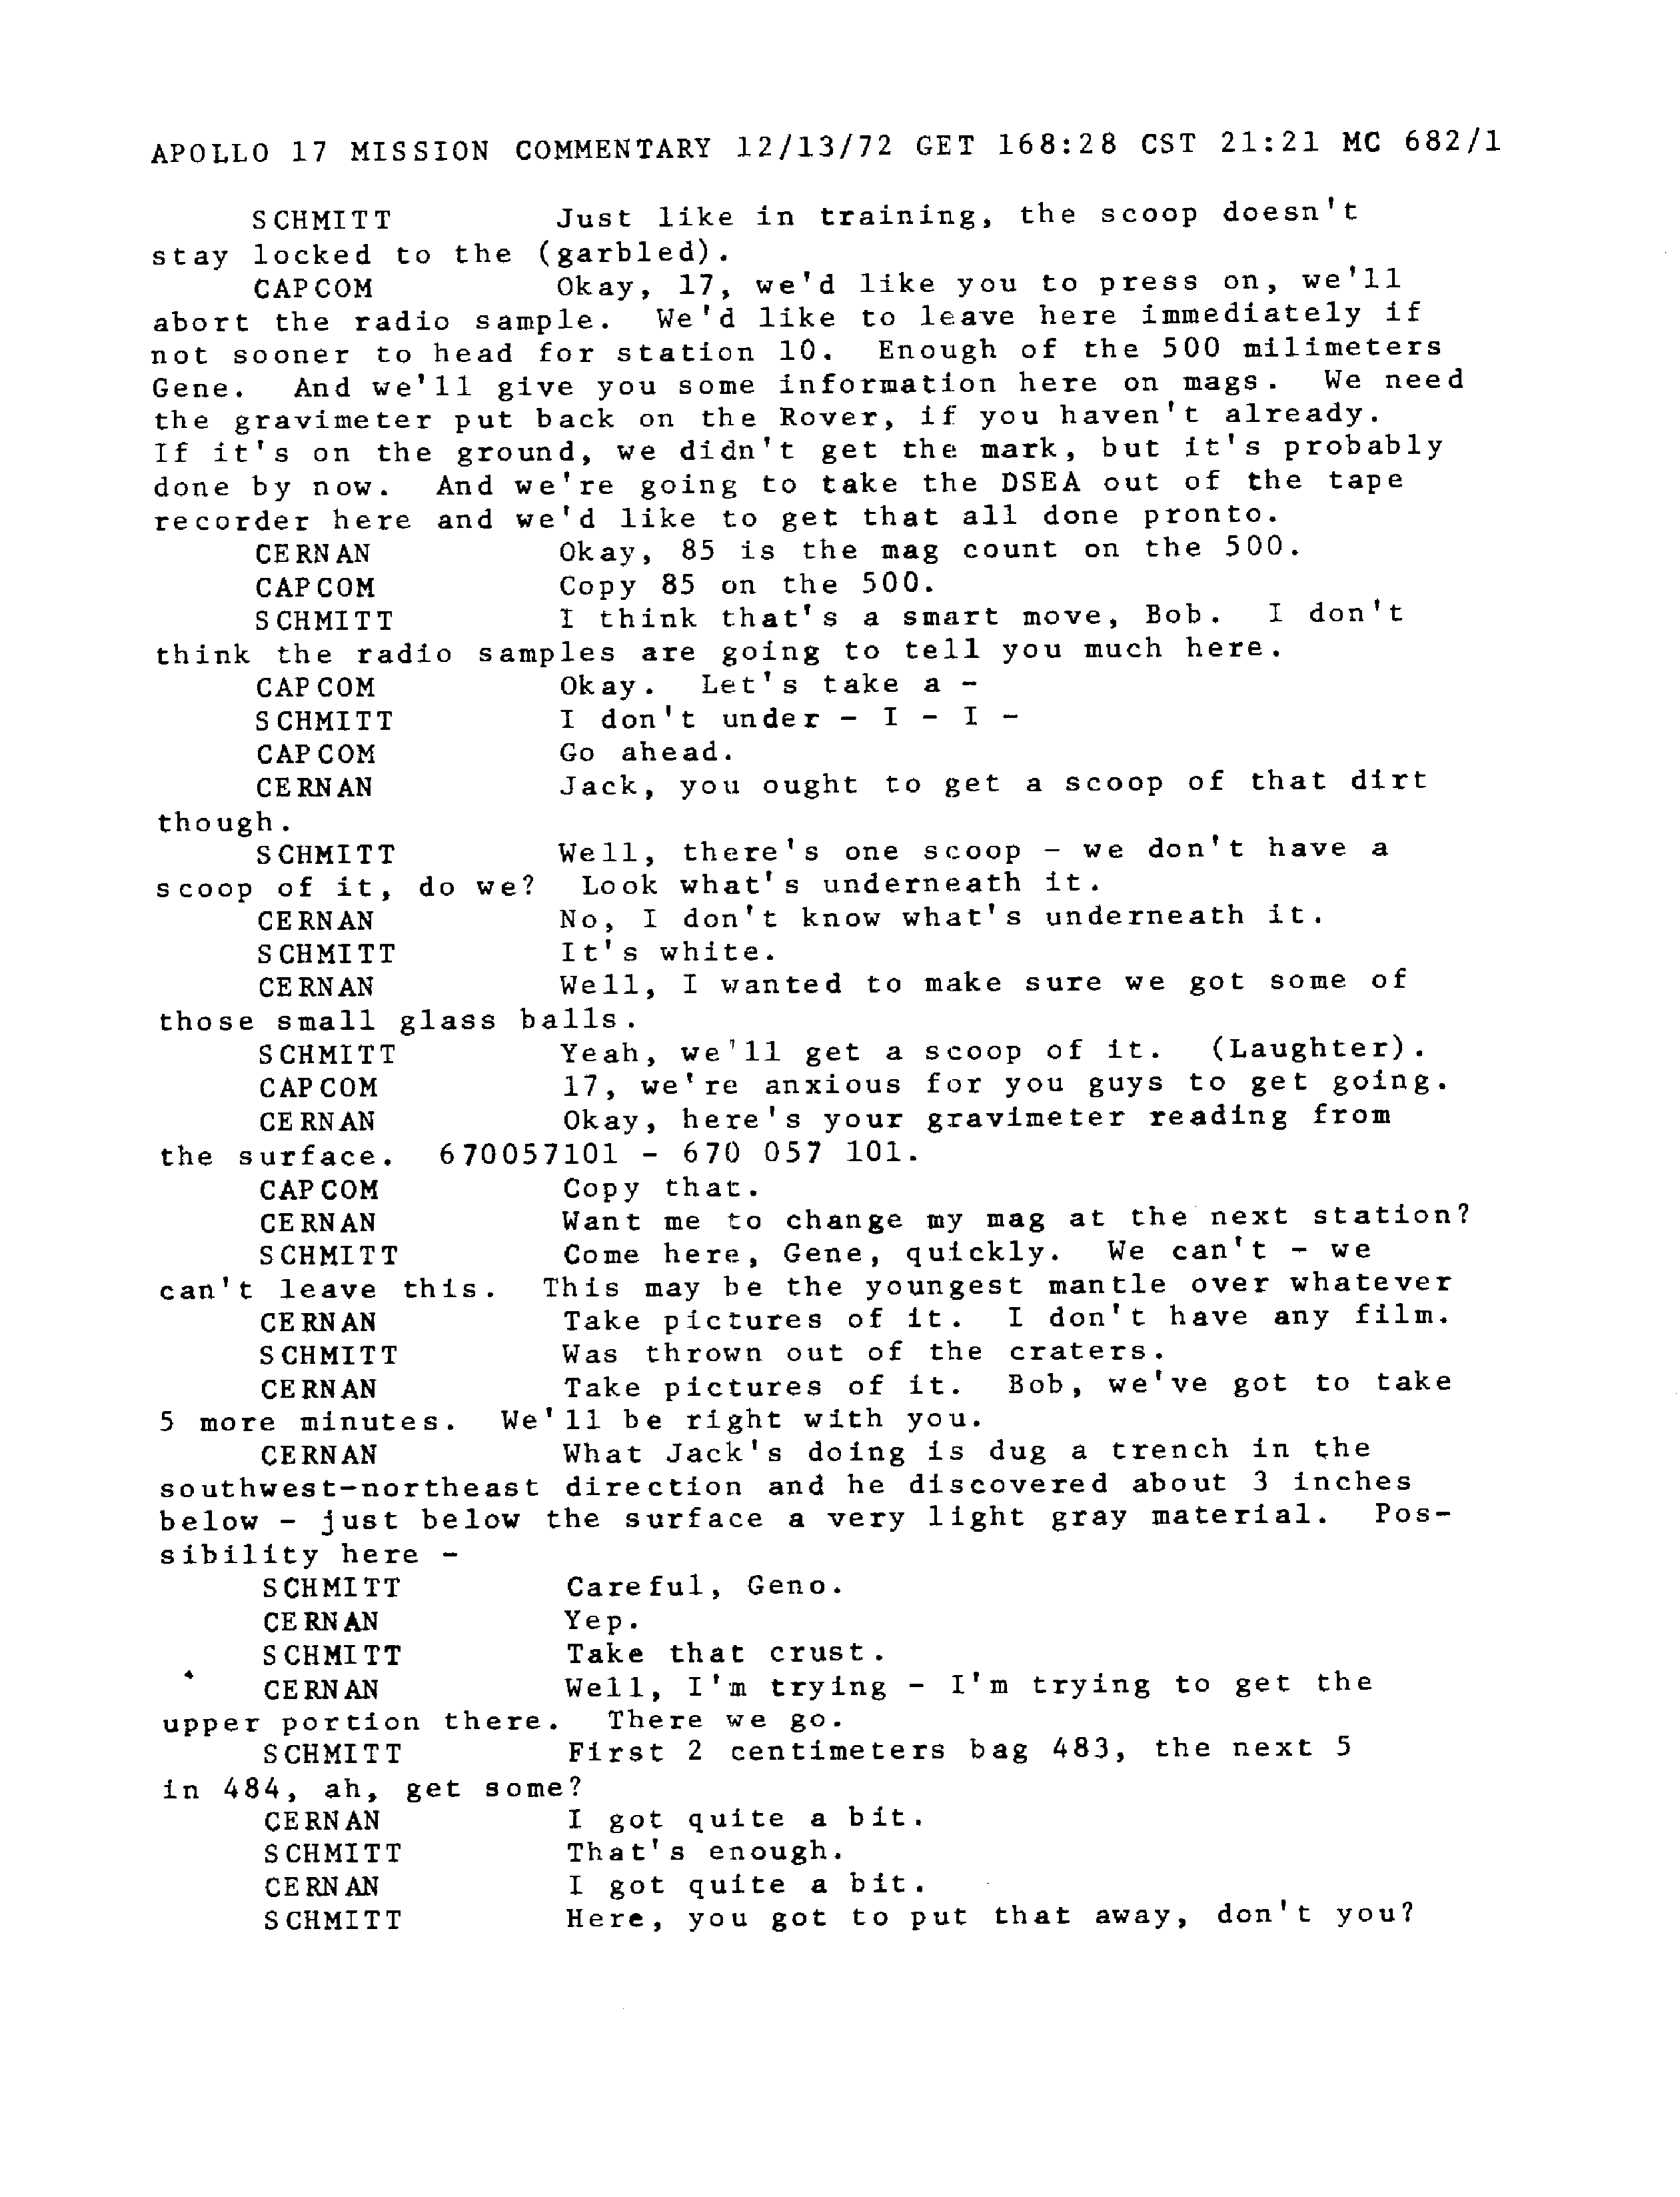 APOLLO 17 MISSION COMMENTARY 12/13/72 GET 168:28 CST 21:21 MC 682/1
SCHMITT Just like in training, the scoop doesn't
stay locked to the (garbled).
CAPCOM Okay, 17, we'd like you to press on, we'll
abort the radio sample. We'd like to leave here immediately if
not sooner to head for station 10. Enough of the 500 milimeters
Gene. And we'll give you some information here on mags. We need
the gravimeter put back on the Rover, if you haven't already.
If it's on the ground, we didn't get the mark, but it's probably
done by now. And we're going to take the DSEA out of the tape
recorder here and we'd like to get that all done pronto.
CERNAN Okay, 85 is the mag count on the 500.
CAPCOM Copy 85 on the 500.
SCHMITT I think that's a smart move, Bob. I don't
think the radio samples are going to tell you much here.
CAPCOM Okay. Let's take a -
SCHMITT I don't under - I - I -
CAPCOM Go ahead.
CERNAN Jack, you ought to get a scoop of that dirt
though.
SCHMITT Well, there's one scoop - we don't have a
scoop of it, do we? Look what's underneath it.
CERNAN No, I don't know what's underneath it.
SCHMITT It's white.
CERNAN Well, I wanted to make sure we got some of
those small glass balls.
SCHMITT Yeah, we'll get a scoop of it. (Laughter).
CAPCOM 17, we're anxious for you guys to get going.
CERNAN Okay, here's your gravimeter reading from
the surface. 670057101 - 670 057 101.
CAPCOM Copy that.
CERNAN Want me to change my mag at the next station?
SCHMITT Come here, Gene, quickly. We can't - we
can't leave this. This may be the youngest mantle over whatever
CERNAN Take pictures of it. I don't have any film.
SCHMITT Was thrown out of the craters.
CERNAN Take pictures of it. Bob, we've got to take
5 more minutes. We'll be right with you.
CERNAN What Jack's doing is dug a trench in the
southwest-northeast direction and he discovered about 3 inches
below - just below the surface a very light gray material. Pos-
sibility here -
SCHMITT Careful, Geno.
CERNAN Yep.
SCHMITT Take that crust.
CERNAN Well, I'm trying - I'm trying to get the
upper portion there. There we go.
SCHMITT First 2 centimeters bag 483, the next 5
in 484, ah, get some?
CERNAN I got quite a bit.
SCHMITT That's enough.
CERNAN I got quite a bit.
SCHMITT Here, you got to put that away, don't you?